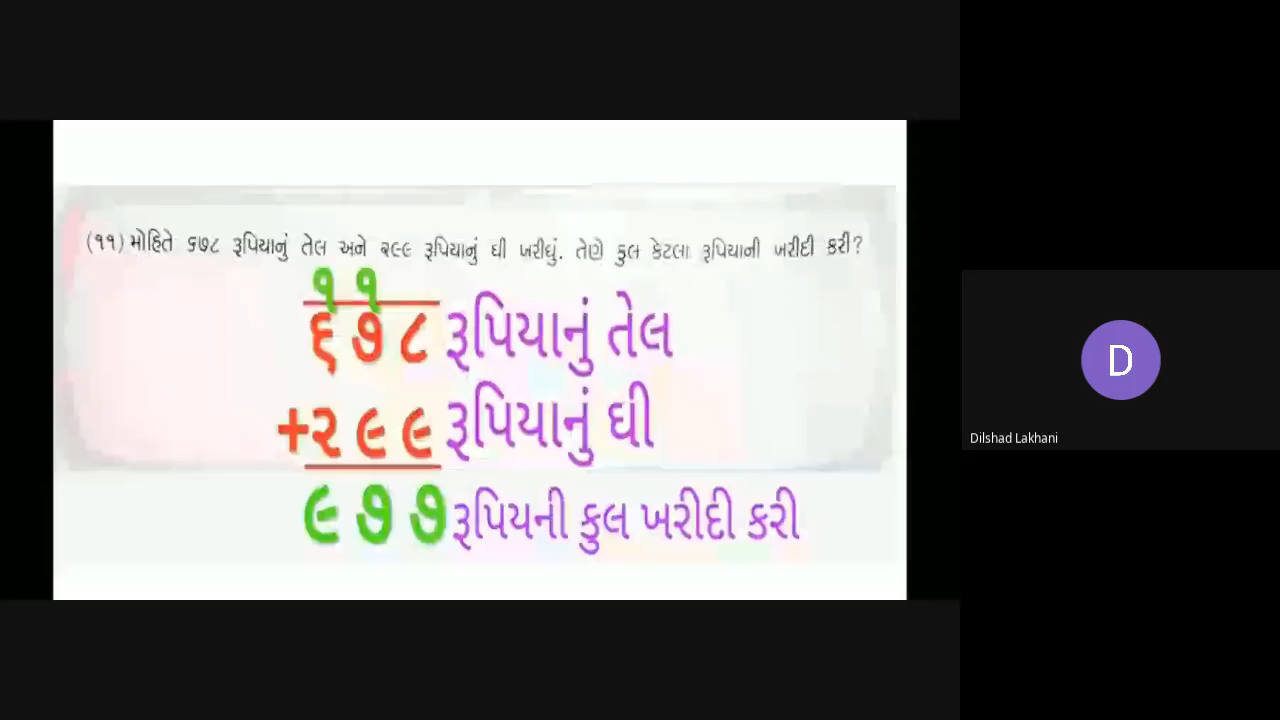 (૧૧) મોહિતે ૬૭૮ રૂપિયાનું તેલ અને ૨૯૯ રૂપિયાનું ઘી ખરીધું. તેણે કુલ કેટલા રૂપિયાની ખરીદી કરી?
૧ ૧
૬ ૭ ૮ રૂપિયાનું તેલ
+૨ ૯ ૯ રૂપિયાનું ઘી
૯ ૭ ૭ રૂપિયની કુલ ખરીદી કરી
D
Dilshad Lakhani